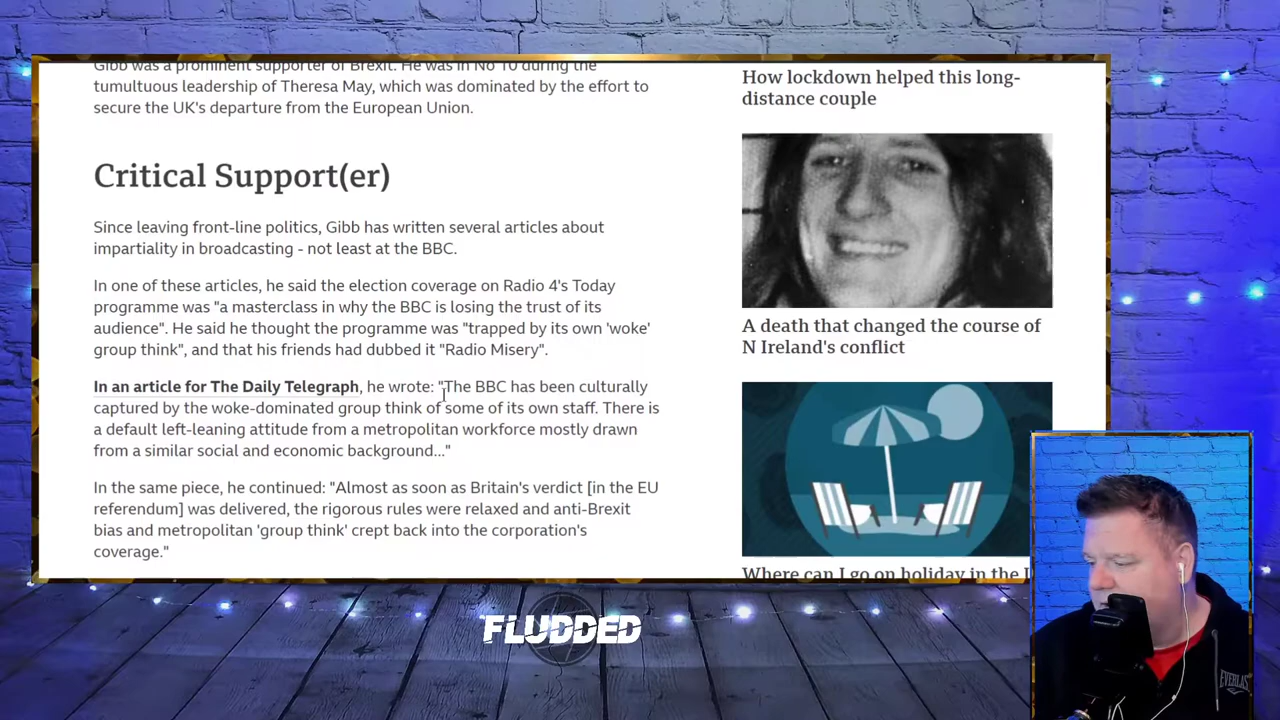 Gibb was a prominent supporter of Brexit. He was in No 10 during the
tumultuous leadership of Theresa May, which was dominated by the effort to
secure the UK's departure from the European Union.
Critical Support(er)
Since leaving front-line politics, Gibb has written several articles about
impartiality in broadcasting - not least at the BBC.
In one of these articles, he said the election coverage on Radio 4's Today
programme was "a masterclass in why the BBC is losing the trust of its
audience". He said he thought the programme was "trapped by its own 'woke'
group think", and that his friends had dubbed it "Radio Misery".
In an article for The Daily Telegraph, he wrote: "The BBC has been culturally
captured by the woke-dominated group think of some of its own staff. There is
a default left-leaning attitude from a metropolitan workforce mostly drawn
from a similar social and economic background..."
In the same piece, he continued: "Almost as soon as Britain's verdict [in the EU
referendum] was delivered, the rigorous rules were relaxed and anti-Brexit
bias and metropolitan 'group think' crept back into the corporation's
coverage."
How lockdown helped this long-
distance couple
A death that changed the course of
N Ireland's conflict
Where can I go on holiday in the
FLUDDED
EVERLAST